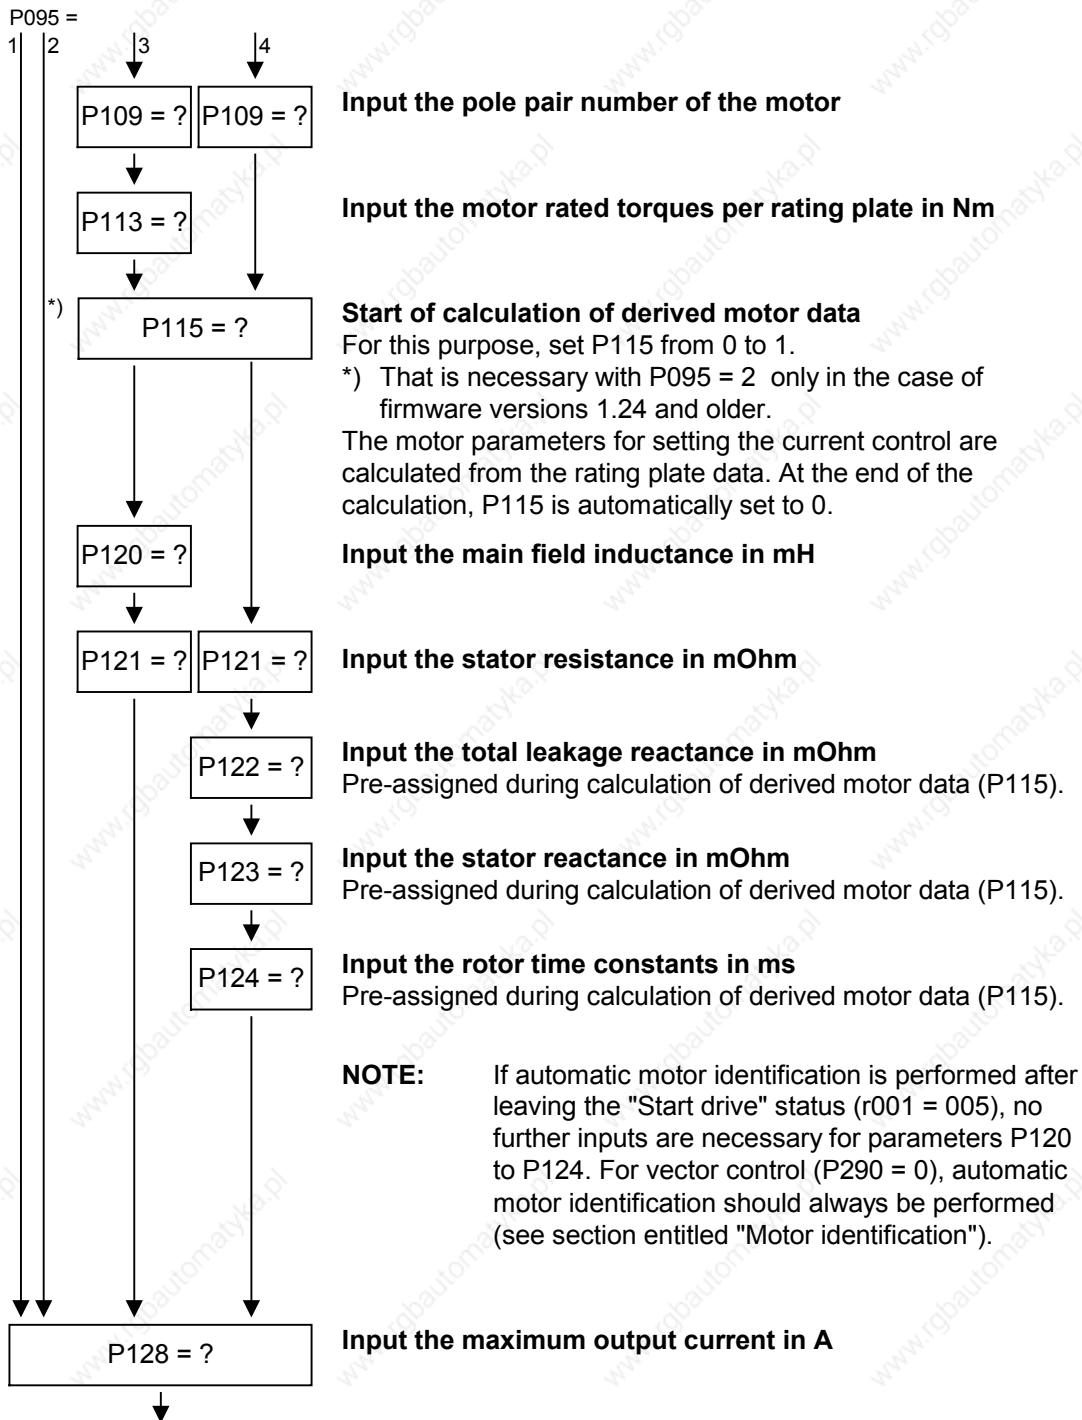 P095 =
1 2 3 4
P109 = ? P109 = ? Input the pole pair number of the motor
P113 = ? Input the motor rated torques per rating plate in Nm
*) P115 = ? Start of calculation of derived motor data
For this purpose, set P115 from 0 to 1.
*) That is necessary with P095 = 2 only in the case of
firmware versions 1.24 and older.
The motor parameters for setting the current control are
calculated from the rating plate data. At the end of the
calculation, P115 is automatically set to 0.
P120 = ? Input the main field inductance in mH
P121 = ? P121 = ? Input the stator resistance in mOhm
P122 = ? Input the total leakage reactance in mOhm
Pre-assigned during calculation of derived motor data (P115).
P123 = ? Input the stator reactance in mOhm
Pre-assigned during calculation of derived motor data (P115).
P124 = ? Input the rotor time constants in ms
Pre-assigned during calculation of derived motor data (P115).
NOTE: If automatic motor identification is performed after
leaving the "Start drive" status (r001 = 005), no
further inputs are necessary for parameters P120
to P124. For vector control (P290 = 0), automatic
motor identification should always be performed
(see section entitled "Motor identification").
P128 = ? Input the maximum output current in A
www.rgbautomatyka.pl